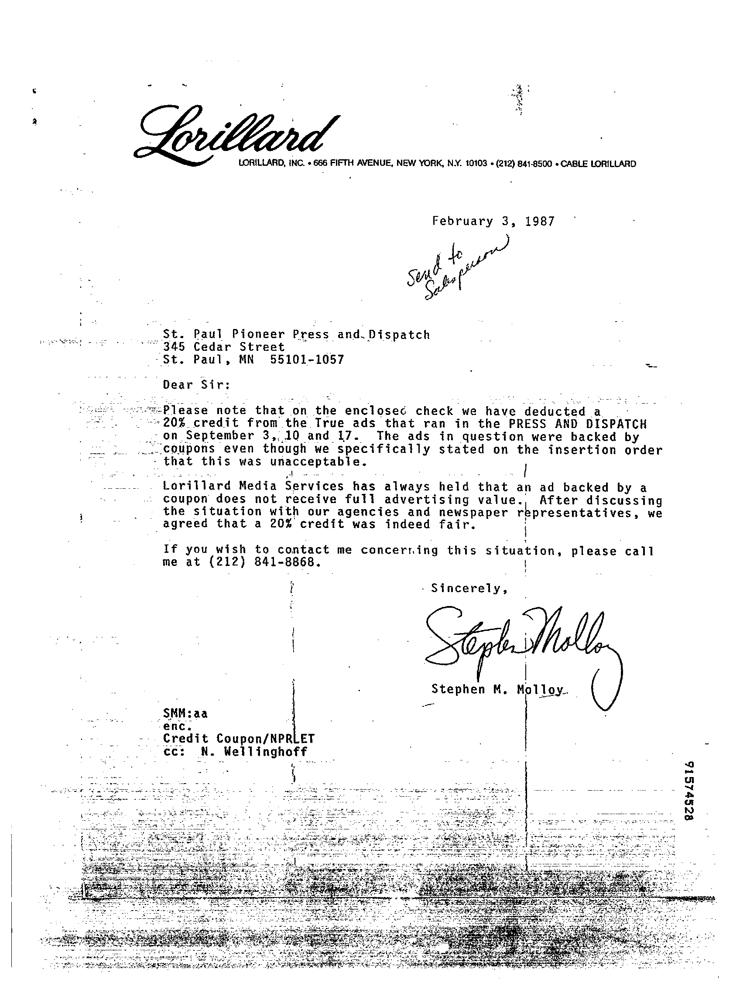 Lorillard
LORILLARD, INC. • 666 FIFTH AVENUE, NEW YORK, N.Y. 10103 • (212) 841-8500 • CABLE LORILLARD
February 3, 1987
Send to
Salesperson
St. Paul Pioneer Press and Dispatch
345 Cedar Street
St. Paul, MN 55101-1057
Dear Sir:
Please note that on the enclosed check we have deducted a
20% credit from the True ads that ran in the PRESS AND DISPATCH
on September 3, 10 and 17. The ads in question were backed by
coupons even though we specifically stated on the insertion order
that this was unacceptable.
Lorillard Media Services has always held that an ad backed by a
coupon does not receive full advertising value. After discussing
the situation with our agencies and newspaper representatives, we
agreed that a 20% credit was indeed fair.
If you wish to contact me concerning this situation, please call
me at (212) 841-8868.
Sincerely,
Stephen Molloy
Stephen M. Molloy
SMM:aa
enc.
Credit Coupon/NPRLET
cc: N. Wellinghoff
91574528